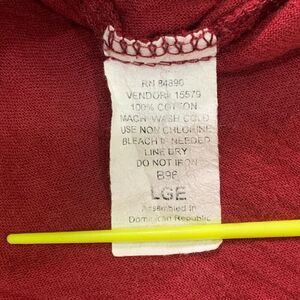 RN 84890
VENDOR# 15579
100% COTTON
MACH. WASH COLD
USE NON CHLORINE
BLEACH IF NEEDED
LINE DRY
DO NOT IRON
B96
LGE
Assembled in
Dominican Republic